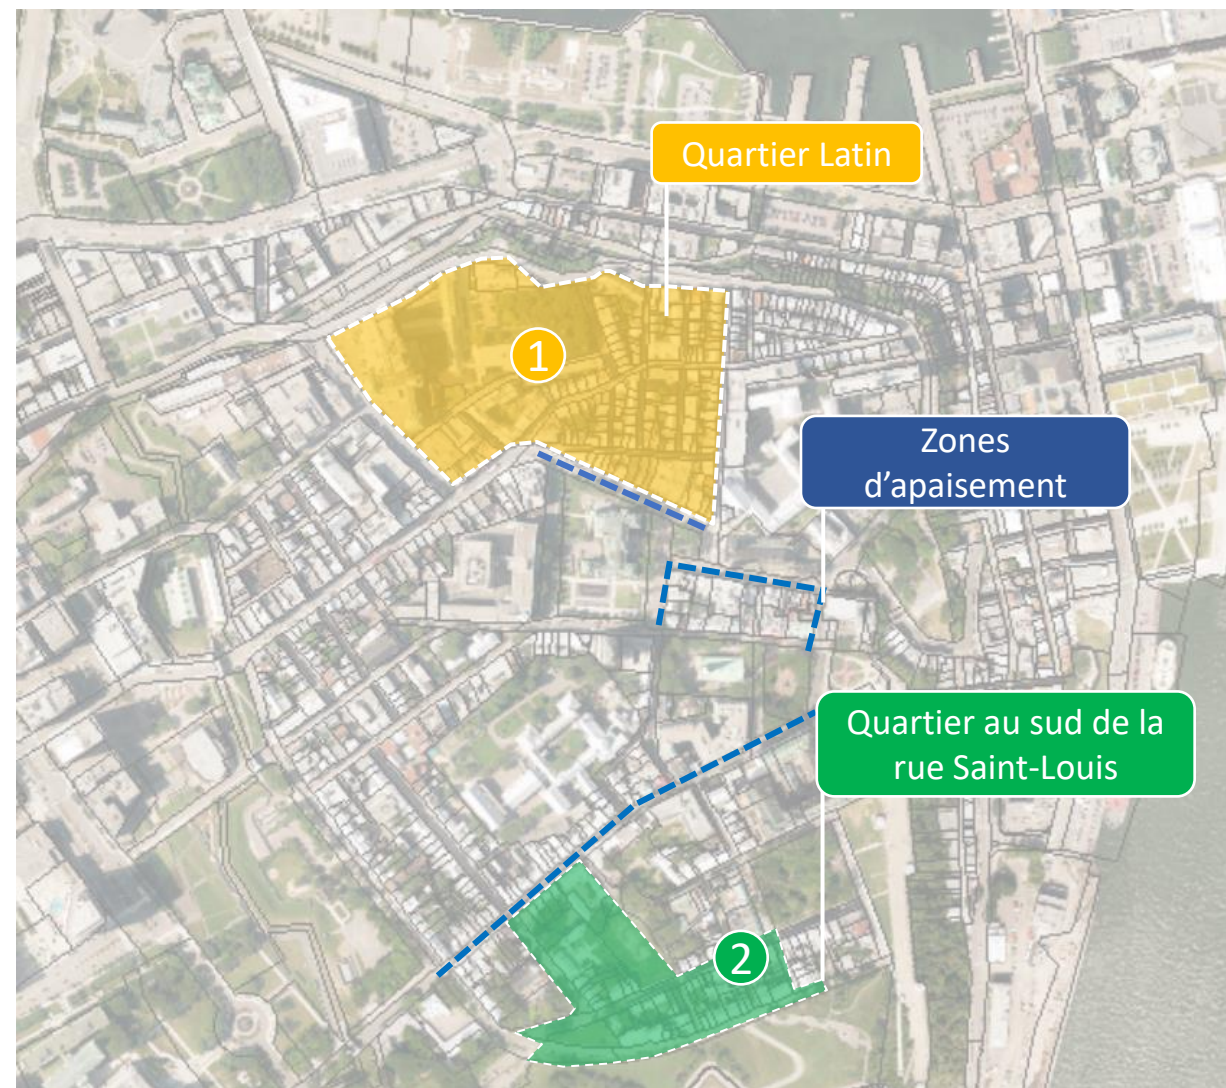 Quartier Latin
1
Zones
d’apaisement
Quartier au sud de la
rue Saint-Louis
2